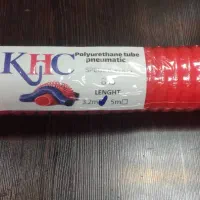 KHC
Polyurethane tube
pneumatic
LENGHT
3.2m ✓ 5m □